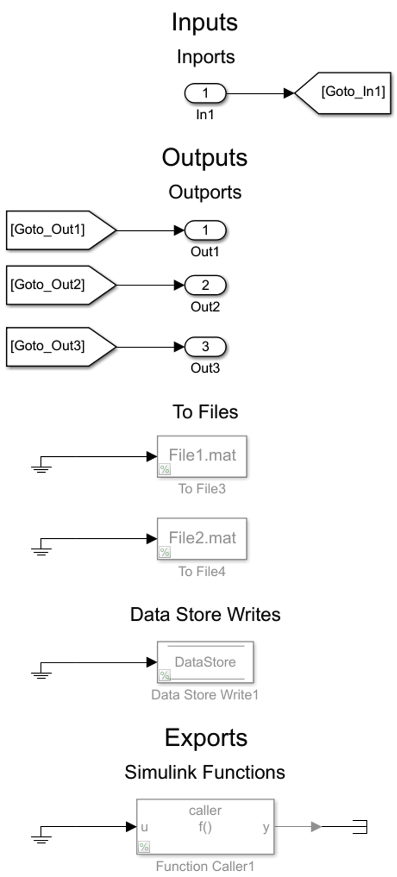 Inputs
Inports
1
[Goto_In1]
In1
Outputs
Outports
[Goto_Out1]
1
Out1
[Goto_Out2]
2
Out2
[Goto_Out3]
3
Out3
To Files
File1.mat
%
To File3
File2.mat
%
To File4
Data Store Writes
DataStore
%
Data Store Write1
Exports
Simulink Functions
caller
u f() y
%
Function Caller1